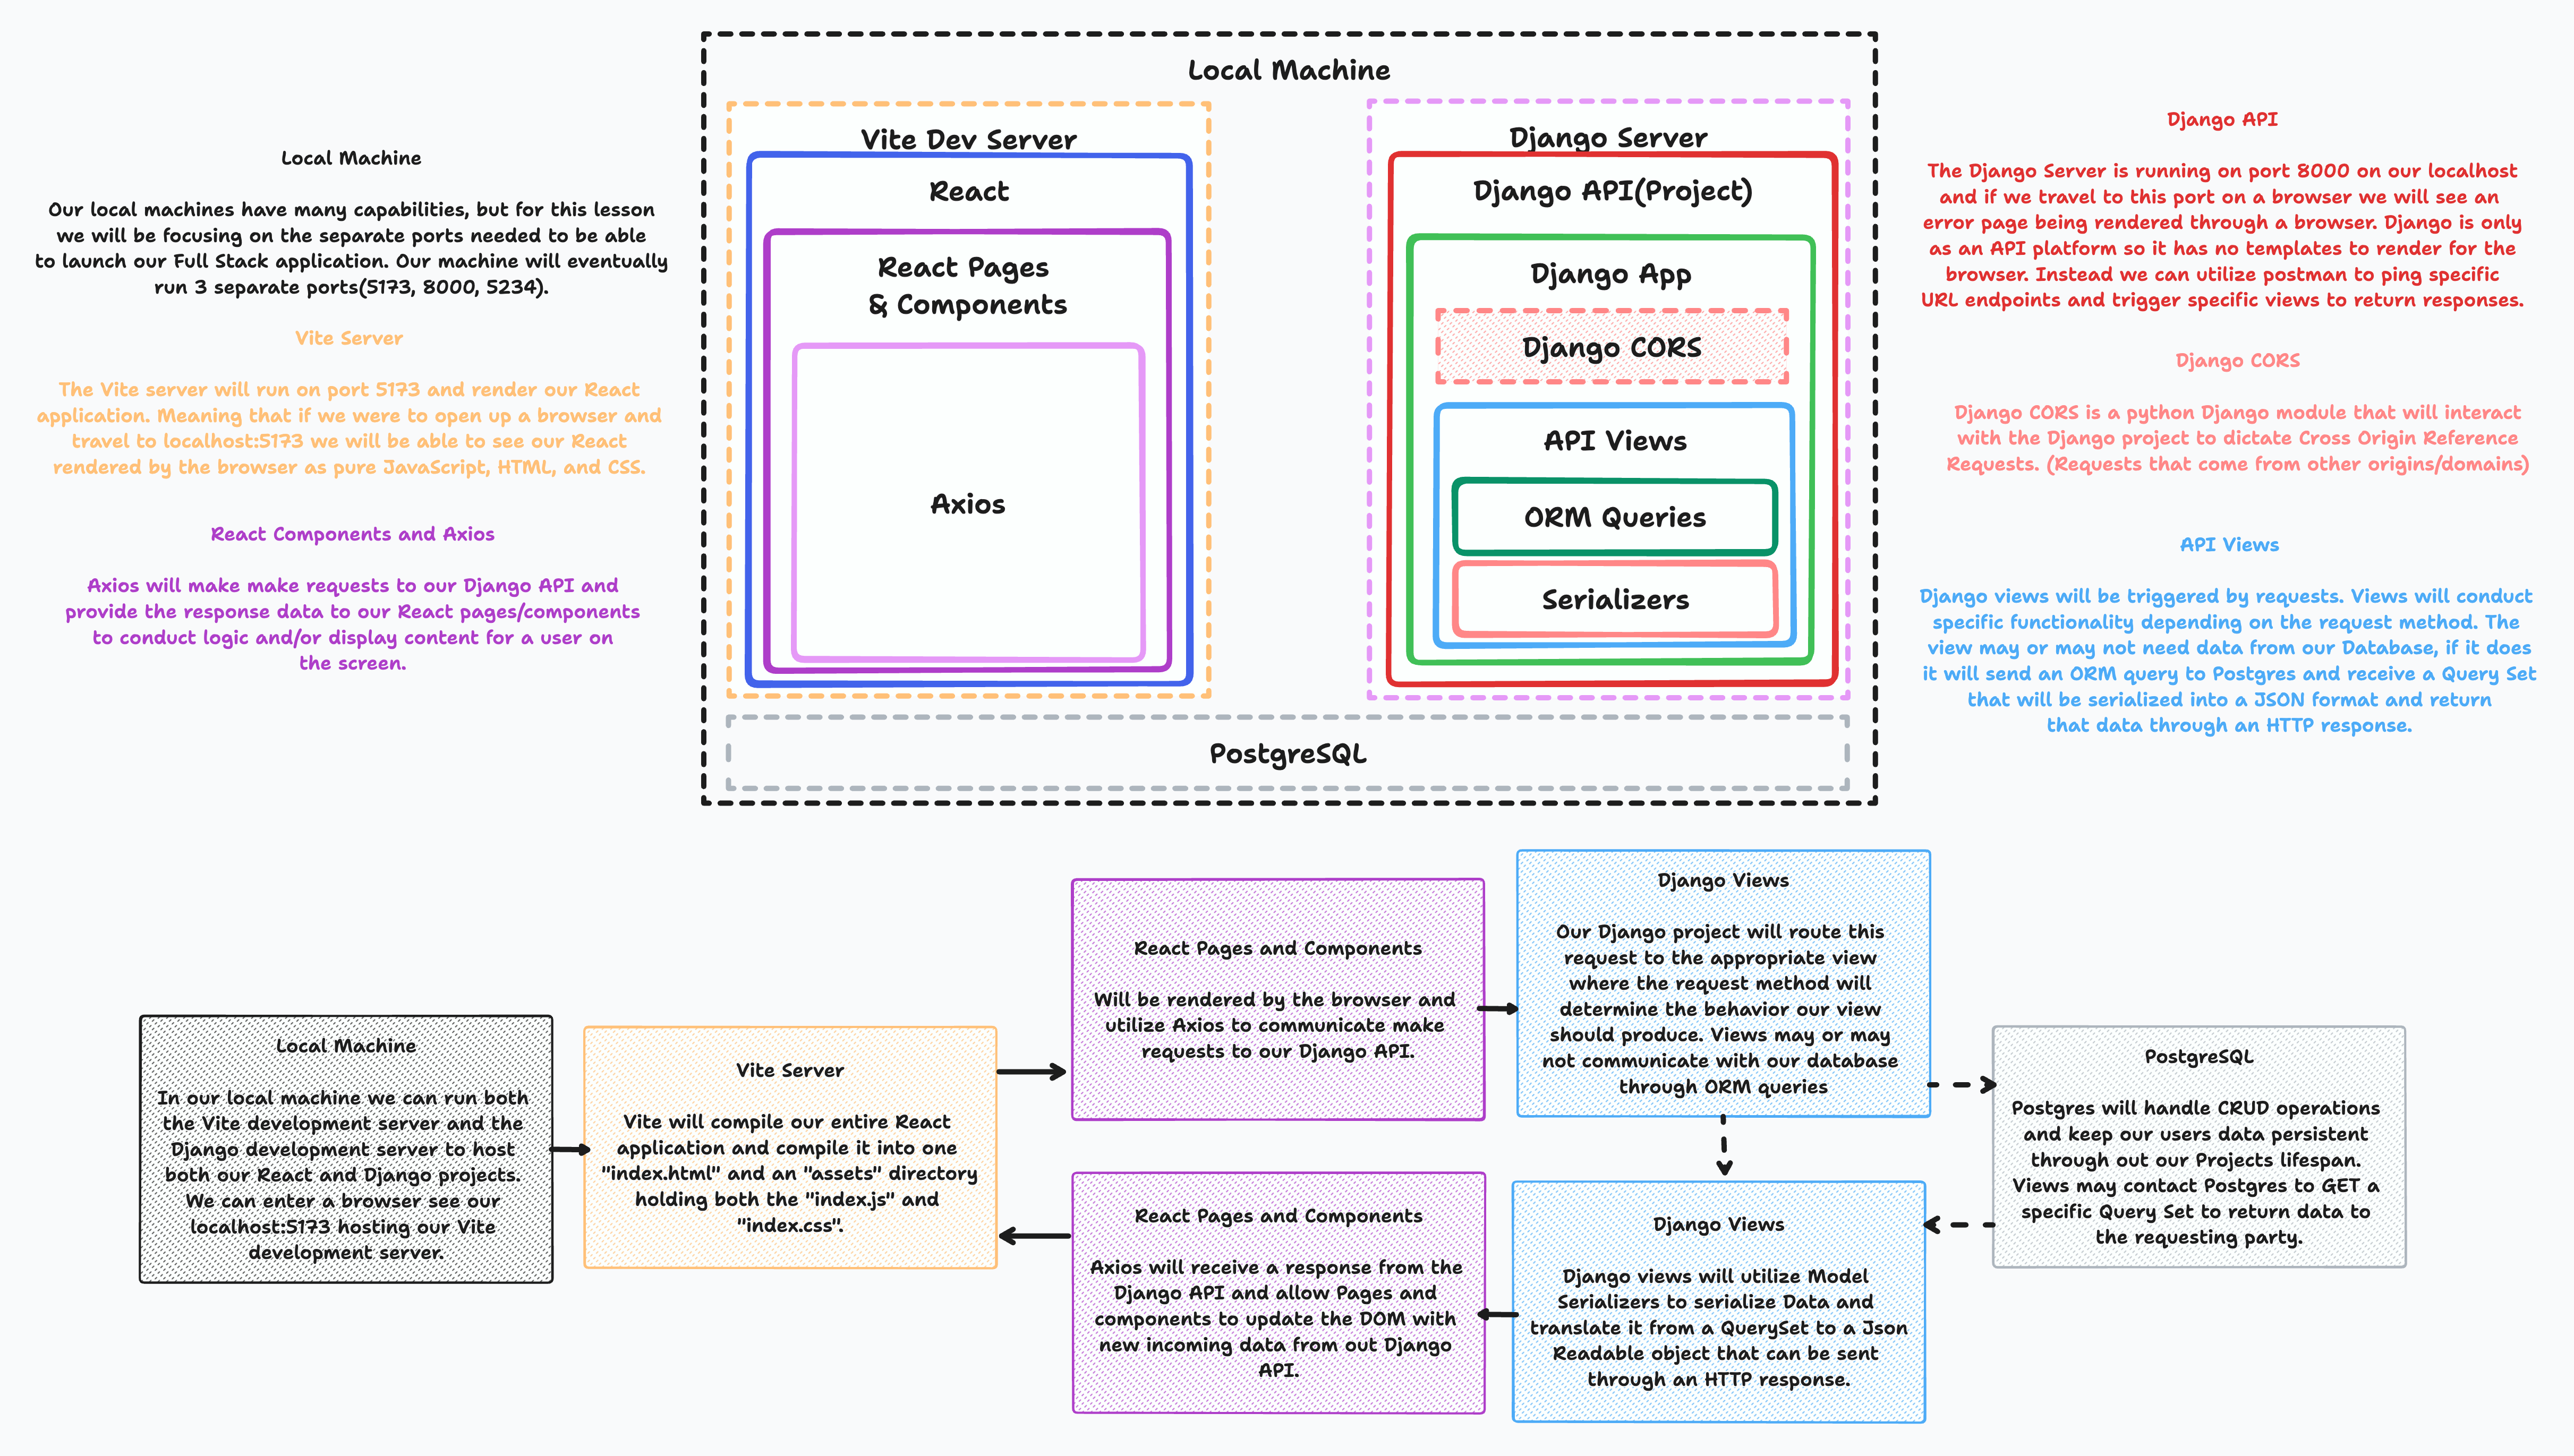 Local Machine
Our local machines have many capabilities, but for this lesson
we will be focusing on the separate ports needed to be able
to launch our Full Stack application. Our machine will eventually
run 3 separate ports(5173, 8000, 5234).
Vite Server
The Vite server will run on port 5173 and render our React
application. Meaning that if we were to open up a browser and
travel to localhost:5173 we will be able to see our React
rendered by the browser as pure JavaScript, HTML, and CSS.
React Components and Axios
Axios will make make requests to our Django API and
provide the response data to our React pages/components
to conduct logic and/or display content for a user on
the screen.
Local Machine
Vite Dev Server
React
React Pages
& Components
Axios
Django Server
Django API(Project)
Django App
Django CORS
API Views
ORM Queries
Serializers
PostgreSQL
Django API
The Django Server is running on port 8000 on our localhost
and if we travel to this port on a browser we will see an
error page being rendered through a browser. Django is only
as an API platform so it has no templates to render for the
browser. Instead we can utilize postman to ping specific
URL endpoints and trigger specific views to return responses.
Django CORS
Django CORS is a python Django module that will interact
with the Django project to dictate Cross Origin Reference
Requests. (Requests that come from other origins/domains)
API Views
Django views will be triggered by requests. Views will conduct
specific functionality depending on the request method. The
view may or may not need data from our Database, if it does
it will send an ORM query to Postgres and receive a Query Set
that will be serialized into a JSON format and return
that data through an HTTP response.
Local Machine
In our local machine we can run both
the Vite development server and the
Django development server to host
both our React and Django projects.
We can enter a browser see our
localhost:5173 hosting our Vite
development server.
Vite Server
Vite will compile our entire React
application and compile it into one
"index.html" and an "assets" directory
holding both the "index.js" and
"index.css".
React Pages and Components
Will be rendered by the browser and
utilize Axios to communicate make
requests to our Django API.
Django Views
Our Django project will route this
request to the appropriate view
where the request method will
determine the behavior our view
should produce. Views may or may
not communicate with our database
through ORM queries
PostgreSQL
Postgres will handle CRUD operations
and keep our users data persistent
through out our Projects lifespan.
Views may contact Postgres to GET a
specific Query Set to return data to
the requesting party.
Django Views
Django views will utilize Model
Serializers to serialize Data and
translate it from a QuerySet to a Json
Readable object that can be sent
through an HTTP response.
React Pages and Components
Axios will receive a response from the
Django API and allow Pages and
components to update the DOM with
new incoming data from out Django
API.